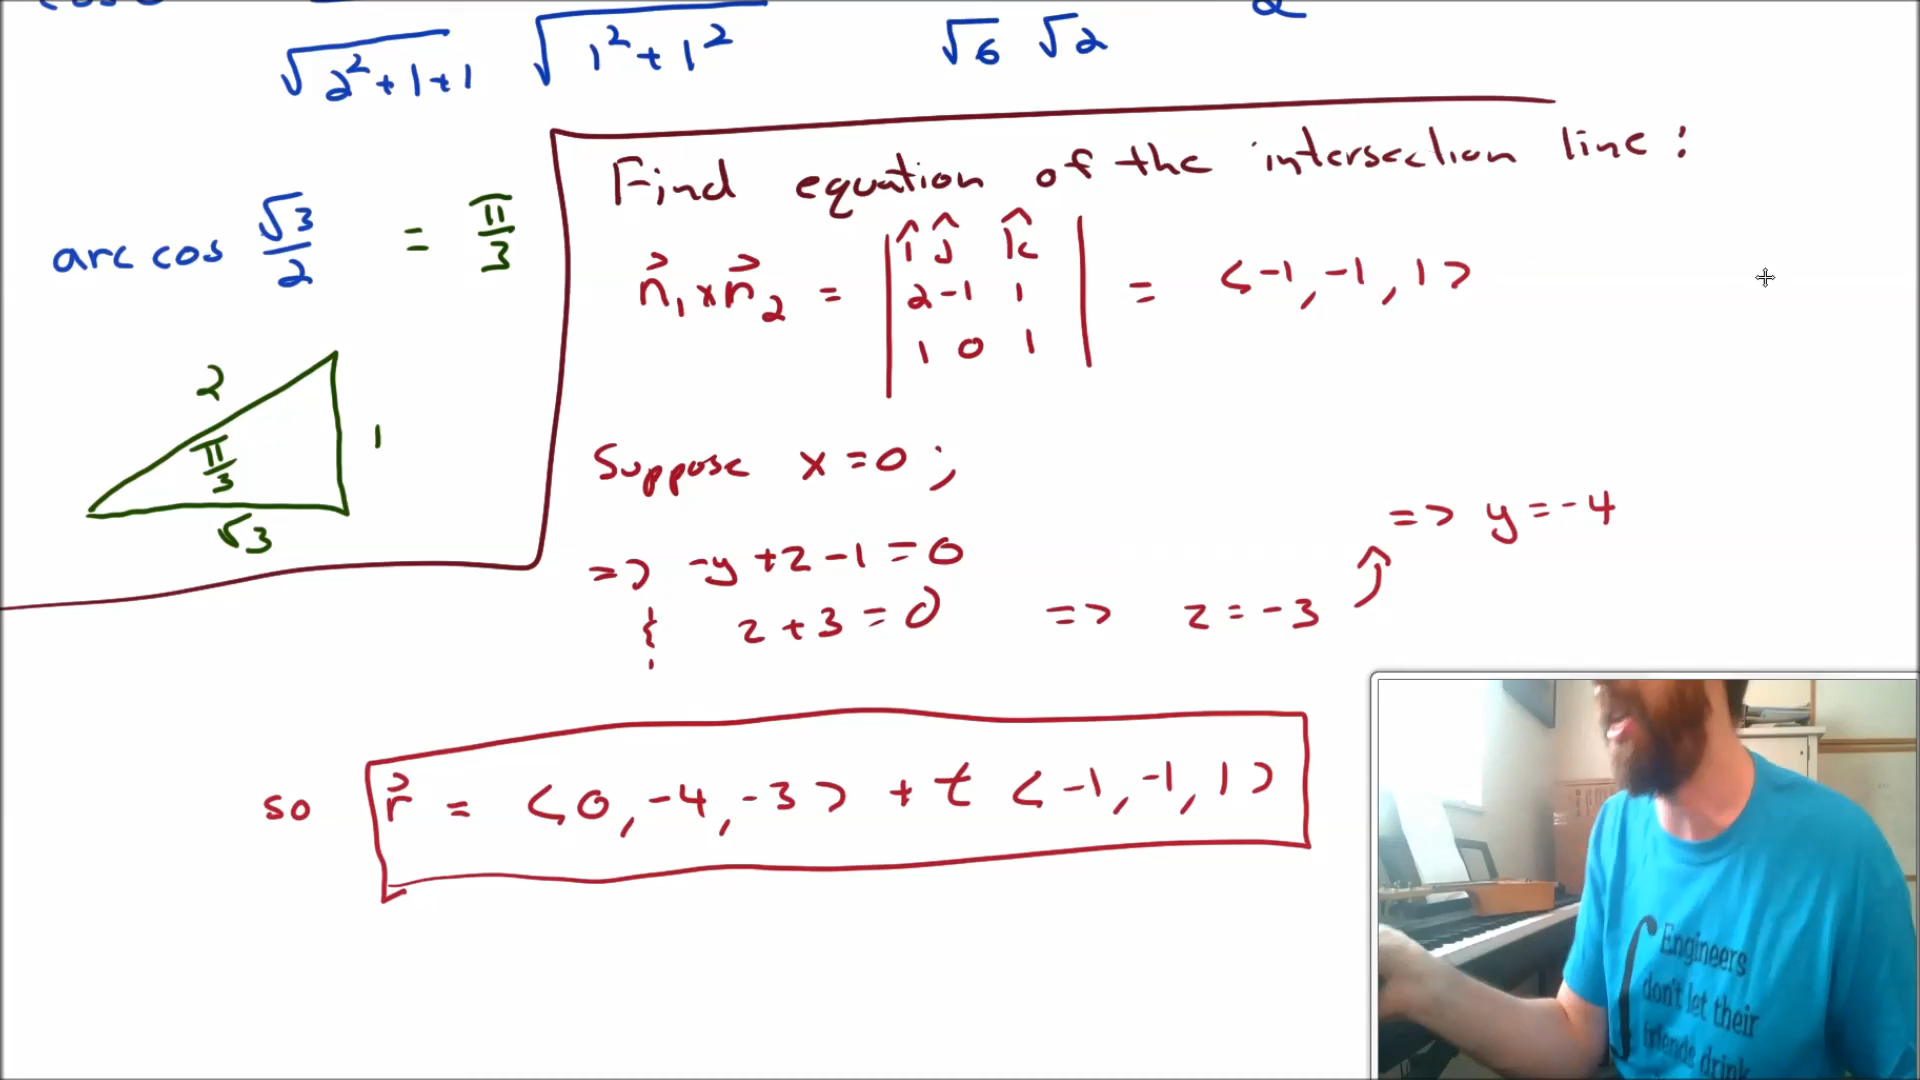 √2²+1+1 √1²+1² √6 √2 2
Find equation of the intersection line:
arc cos √3/2 = π/3
n⃗₁ x n⃗₂ = | î ĵ k̂ | = <-1, -1, 1>
2 -1 1
1 0 1
2
π/3
1
√3
Suppose x = 0;
=> -y + z - 1 = 0
{ z + 3 = 0 => z = -3 => y = -4
so r⃗ = <0, -4, -3> + t <-1, -1, 1>
∫ Engineers
don't let their
friends drink